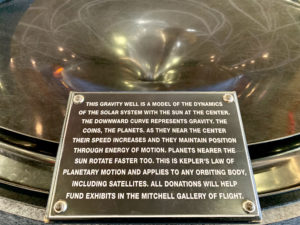 THIS GRAVITY WELL IS A MODEL OF THE DYNAMICS
OF THE SOLAR SYSTEM WITH THE SUN AT THE CENTER.
THE DOWNWARD CURVE REPRESENTS GRAVITY. THE
COINS, THE PLANETS. AS THEY NEAR THE CENTER
THEIR SPEED INCREASES AND THEY MAINTAIN POSITION
THROUGH ENERGY OF MOTION. PLANETS NEARER THE
SUN ROTATE FASTER TOO. THIS IS KEPLER'S LAW OF
PLANETARY MOTION AND APPLIES TO ANY ORBITING BODY,
INCLUDING SATELLITES. ALL DONATIONS WILL HELP
FUND EXHIBITS IN THE MITCHELL GALLERY OF FLIGHT.